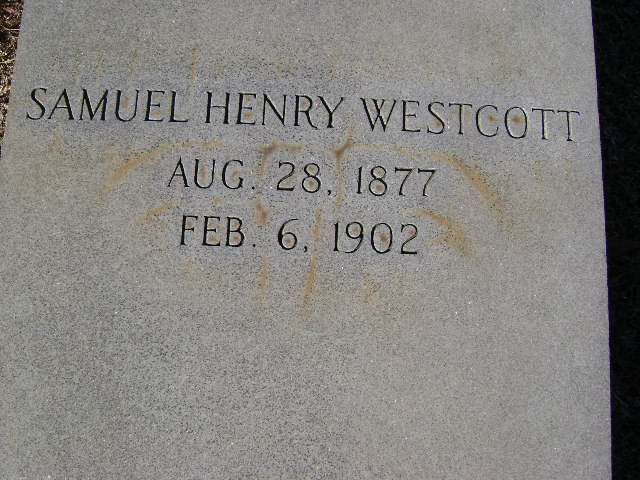 SAMUEL HENRY WESTCOTT
AUG. 28, 1877
FEB. 6, 1902